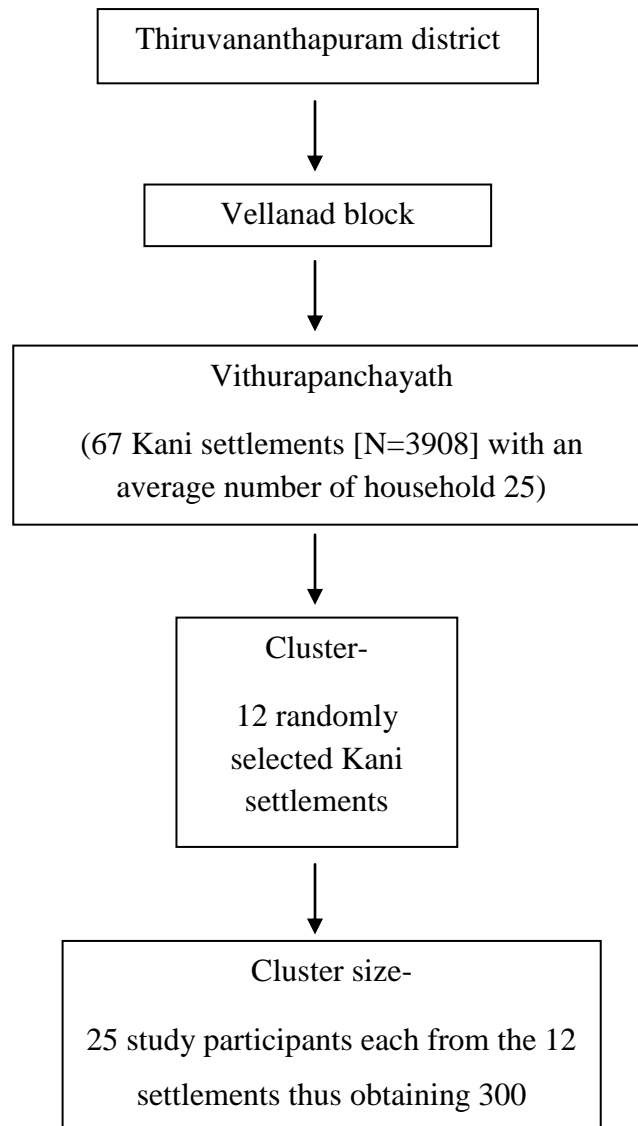 Thiruvananthapuram district
Vellanad block
Vithurapanchayath
(67 Kani settlements [N=3908] with an
average number of household 25)
Cluster-
12 randomly
selected Kani
settlements
Cluster size-
25 study participants each from the 12
settlements thus obtaining 300